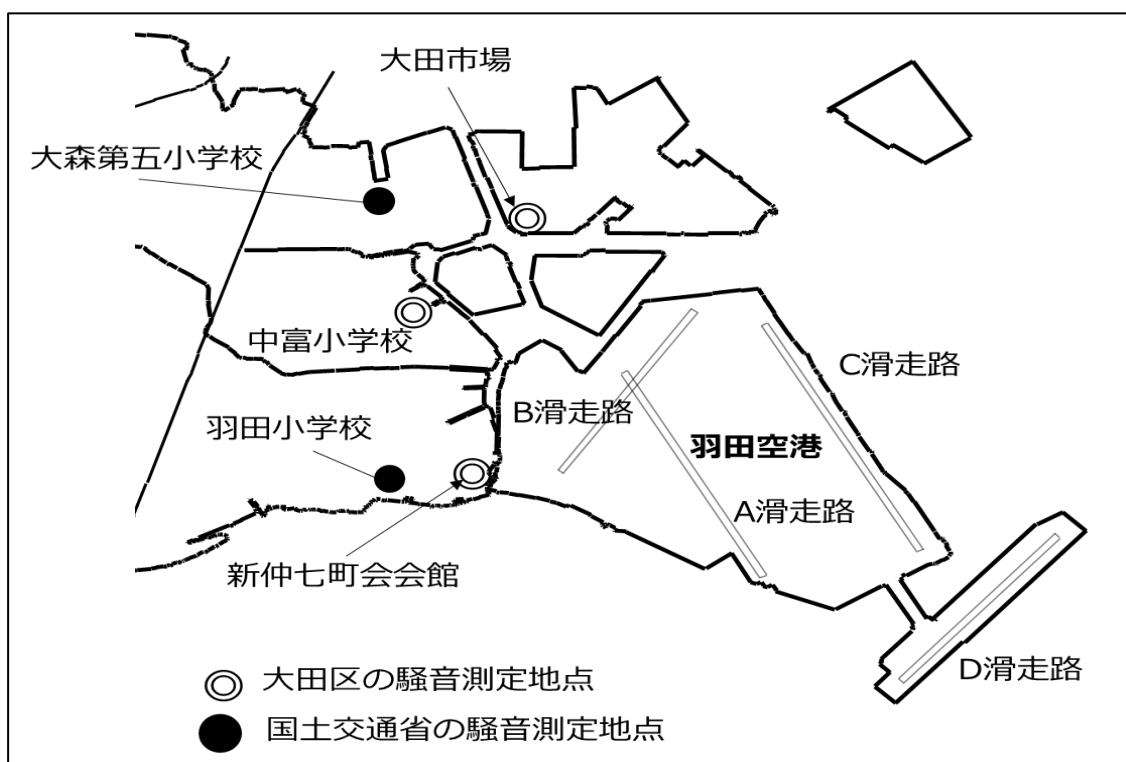 大田市場
大森第五小学校
中富小学校
C滑走路
B滑走路
羽田小学校
羽田空港
A滑走路
新仲七町会会館
D滑走路
大田区の騒音測定地点
国土交通省の騒音測定地点